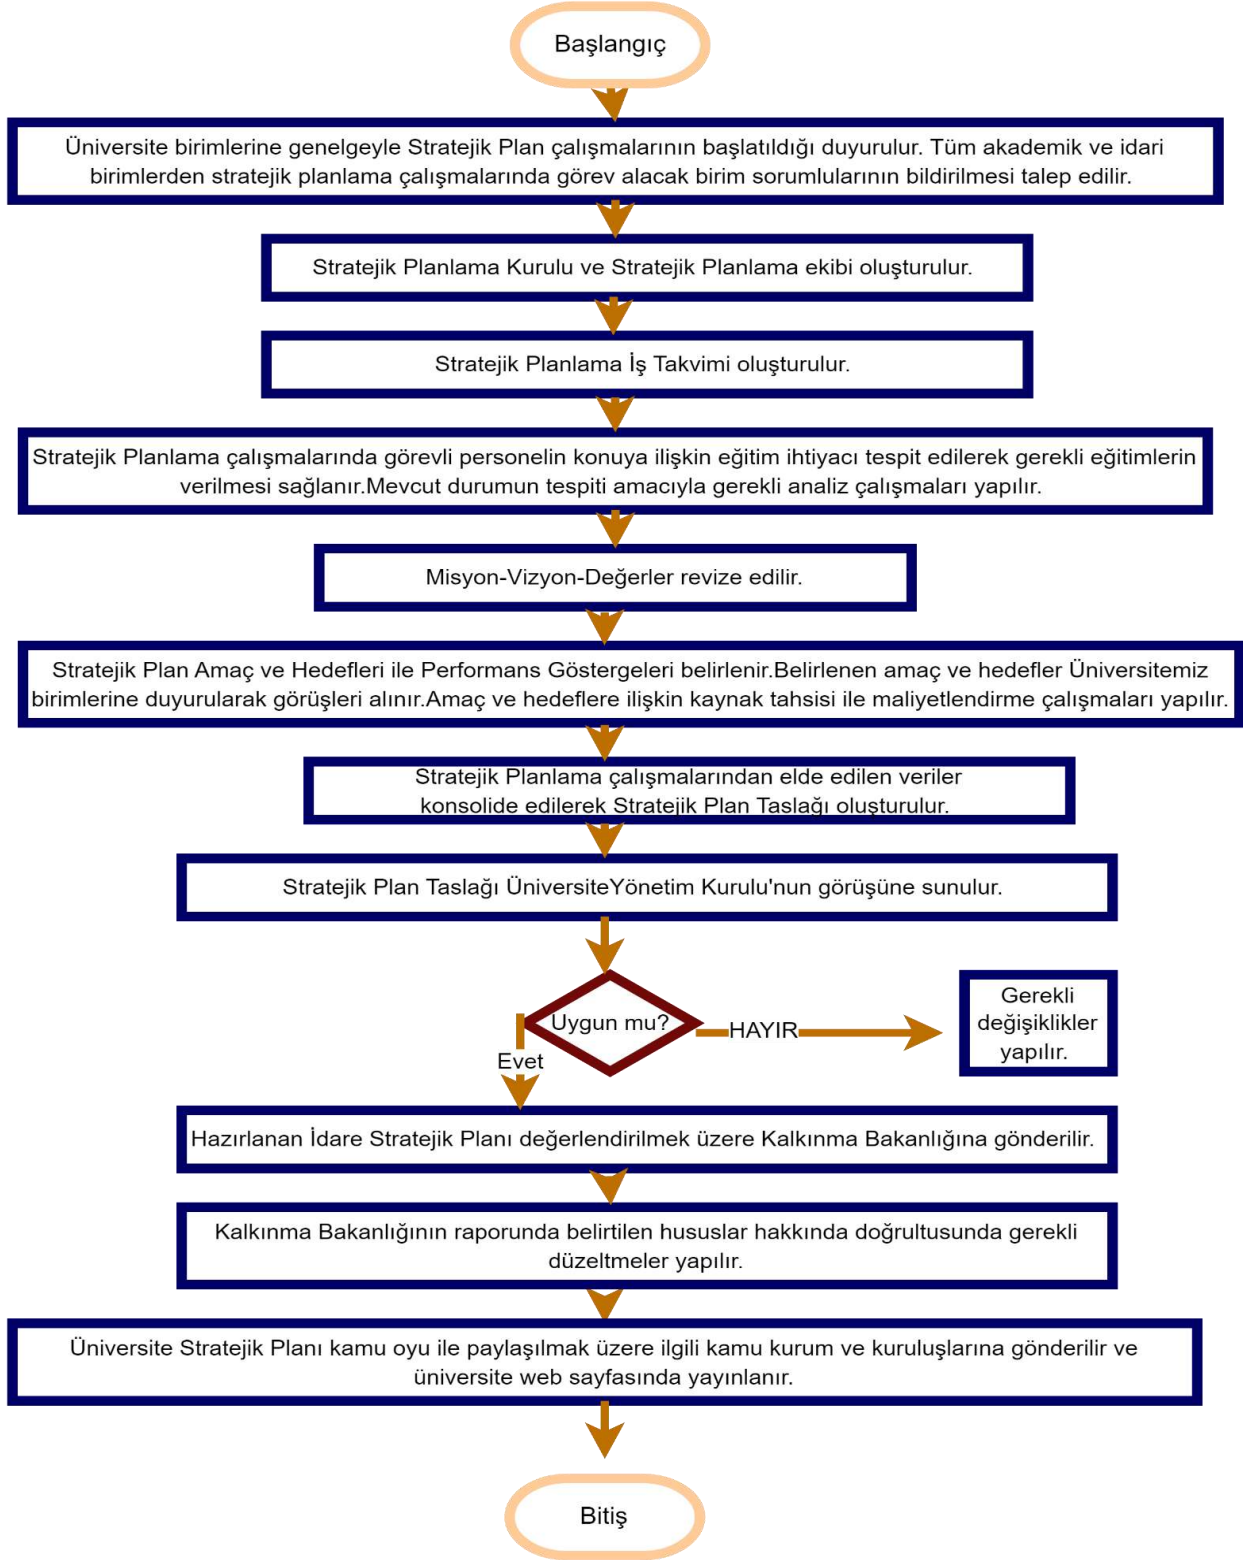 Başlangıç
Üniversite birimlerine genelgeyle Stratejik Plan çalışmalarının başlatıldığı duyurulur. Tüm akademik ve idari
birimlerden stratejik planlama çalışmalarında görev alacak birim sorumlularının bildirilmesi talep edilir.
Stratejik Planlama Kurulu ve Stratejik Planlama ekibi oluşturulur.
Stratejik Planlama İş Takvimi oluşturulur.
Stratejik Planlama çalışmalarında görevli personelin konuya ilişkin eğitim ihtiyacı tespit edilerek gerekli eğitimlerin
verilmesi sağlanır.Mevcut durumun tespiti amacıyla gerekli analiz çalışmaları yapılır.
Misyon-Vizyon-Değerler revize edilir.
Stratejik Plan Amaç ve Hedefleri ile Performans Göstergeleri belirlenir.Belirlenen amaç ve hedefler Üniversitemiz
birimlerine duyurularak görüşleri alınır.Amaç ve hedeflere ilişkin kaynak tahsisi ile maliyetlendirme çalışmaları yapılır.
Stratejik Planlama çalışmalarından elde edilen veriler
konsolide edilerek Stratejik Plan Taslağı oluşturulur.
Stratejik Plan Taslağı ÜniversiteYönetim Kurulu'nun görüşüne sunulur.
Uygun mu?
HAYIR
Gerekli
değişiklikler
yapılır.
Evet
Hazırlanan İdare Stratejik Planı değerlendirilmek üzere Kalkınma Bakanlığına gönderilir.
Kalkınma Bakanlığının raporunda belirtilen hususlar hakkında doğrultusunda gerekli
düzeltmeler yapılır.
Üniversite Stratejik Planı kamu oyu ile paylaşılmak üzere ilgili kamu kurum ve kuruluşlarına gönderilir ve
üniversite web sayfasında yayınlanır.
Bitiş